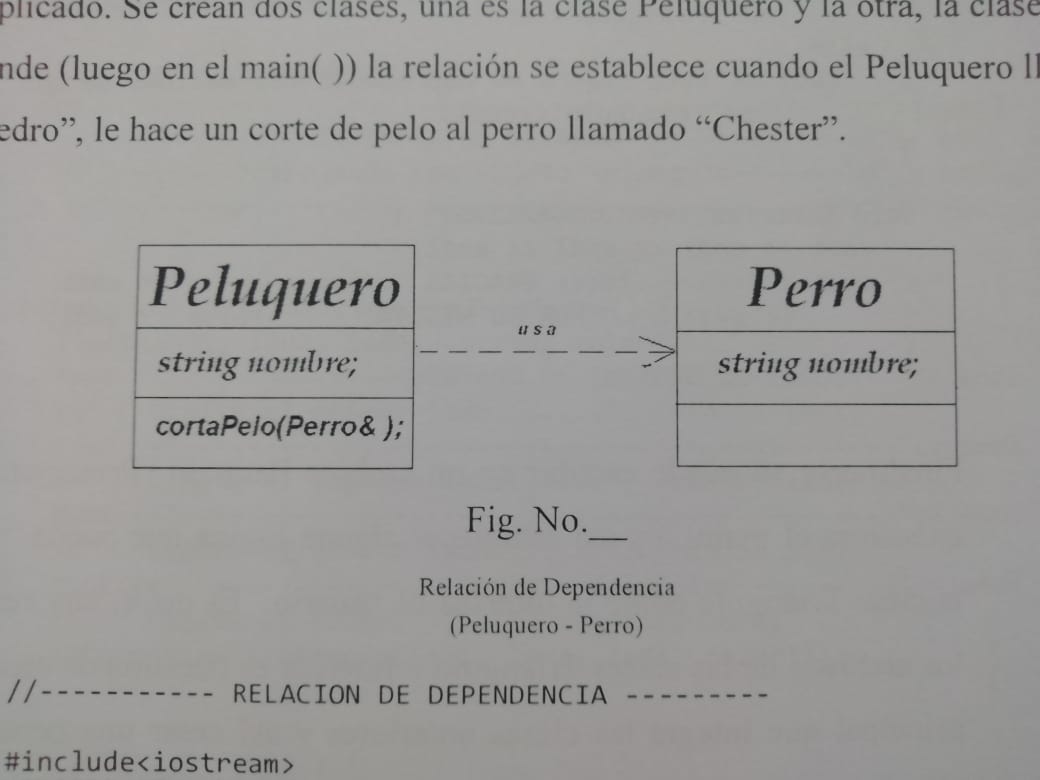 plicado. Se crean dos clases, una es la clase Peluquero y la otra, la clase
nde (luego en el main( )) la relación se establece cuando el Peluquero ll
edro”, le hace un corte de pelo al perro llamado “Chester”.
Peluquero
string nombre;
cortaPelo(Perro& );
usa
Perro
string nombre;
Fig. No.__
Relación de Dependencia
(Peluquero - Perro)
//----------- RELACION DE DEPENDENCIA ---------
#include<iostream>